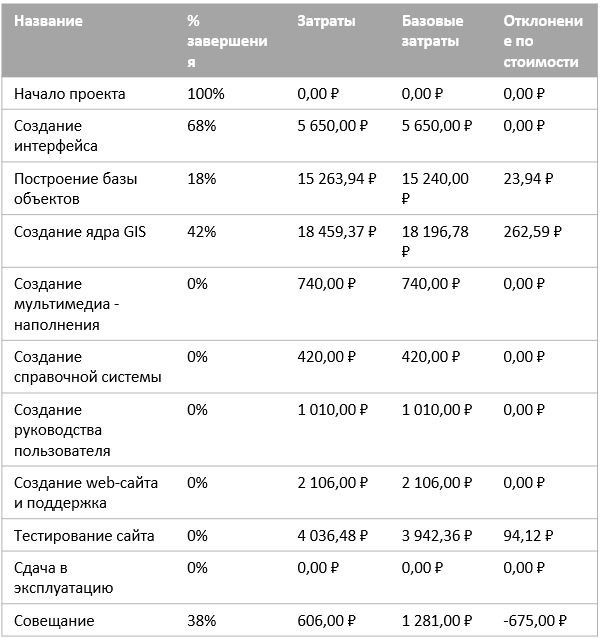 Название % завершени я Затраты Базовые затраты Отклонени е по стоимости
Начало проекта 100% 0,00 ₽ 0,00 ₽ 0,00 ₽
Создание интерфейса 68% 5 650,00 ₽ 5 650,00 ₽ 0,00 ₽
Построение базы объектов 18% 15 263,94 ₽ 15 240,00 ₽ 23,94 ₽
Создание ядра GIS 42% 18 459,37 ₽ 18 196,78 ₽ 262,59 ₽
Создание мультимедиа - наполнения 0% 740,00 ₽ 740,00 ₽ 0,00 ₽
Создание справочной системы 0% 420,00 ₽ 420,00 ₽ 0,00 ₽
Создание руководства пользователя 0% 1 010,00 ₽ 1 010,00 ₽ 0,00 ₽
Создание web-сайта и поддержка 0% 2 106,00 ₽ 2 106,00 ₽ 0,00 ₽
Тестирование сайта 0% 4 036,48 ₽ 3 942,36 ₽ 94,12 ₽
Сдача в эксплуатацию 0% 0,00 ₽ 0,00 ₽ 0,00 ₽
Совещание 38% 606,00 ₽ 1 281,00 ₽ -675,00 ₽